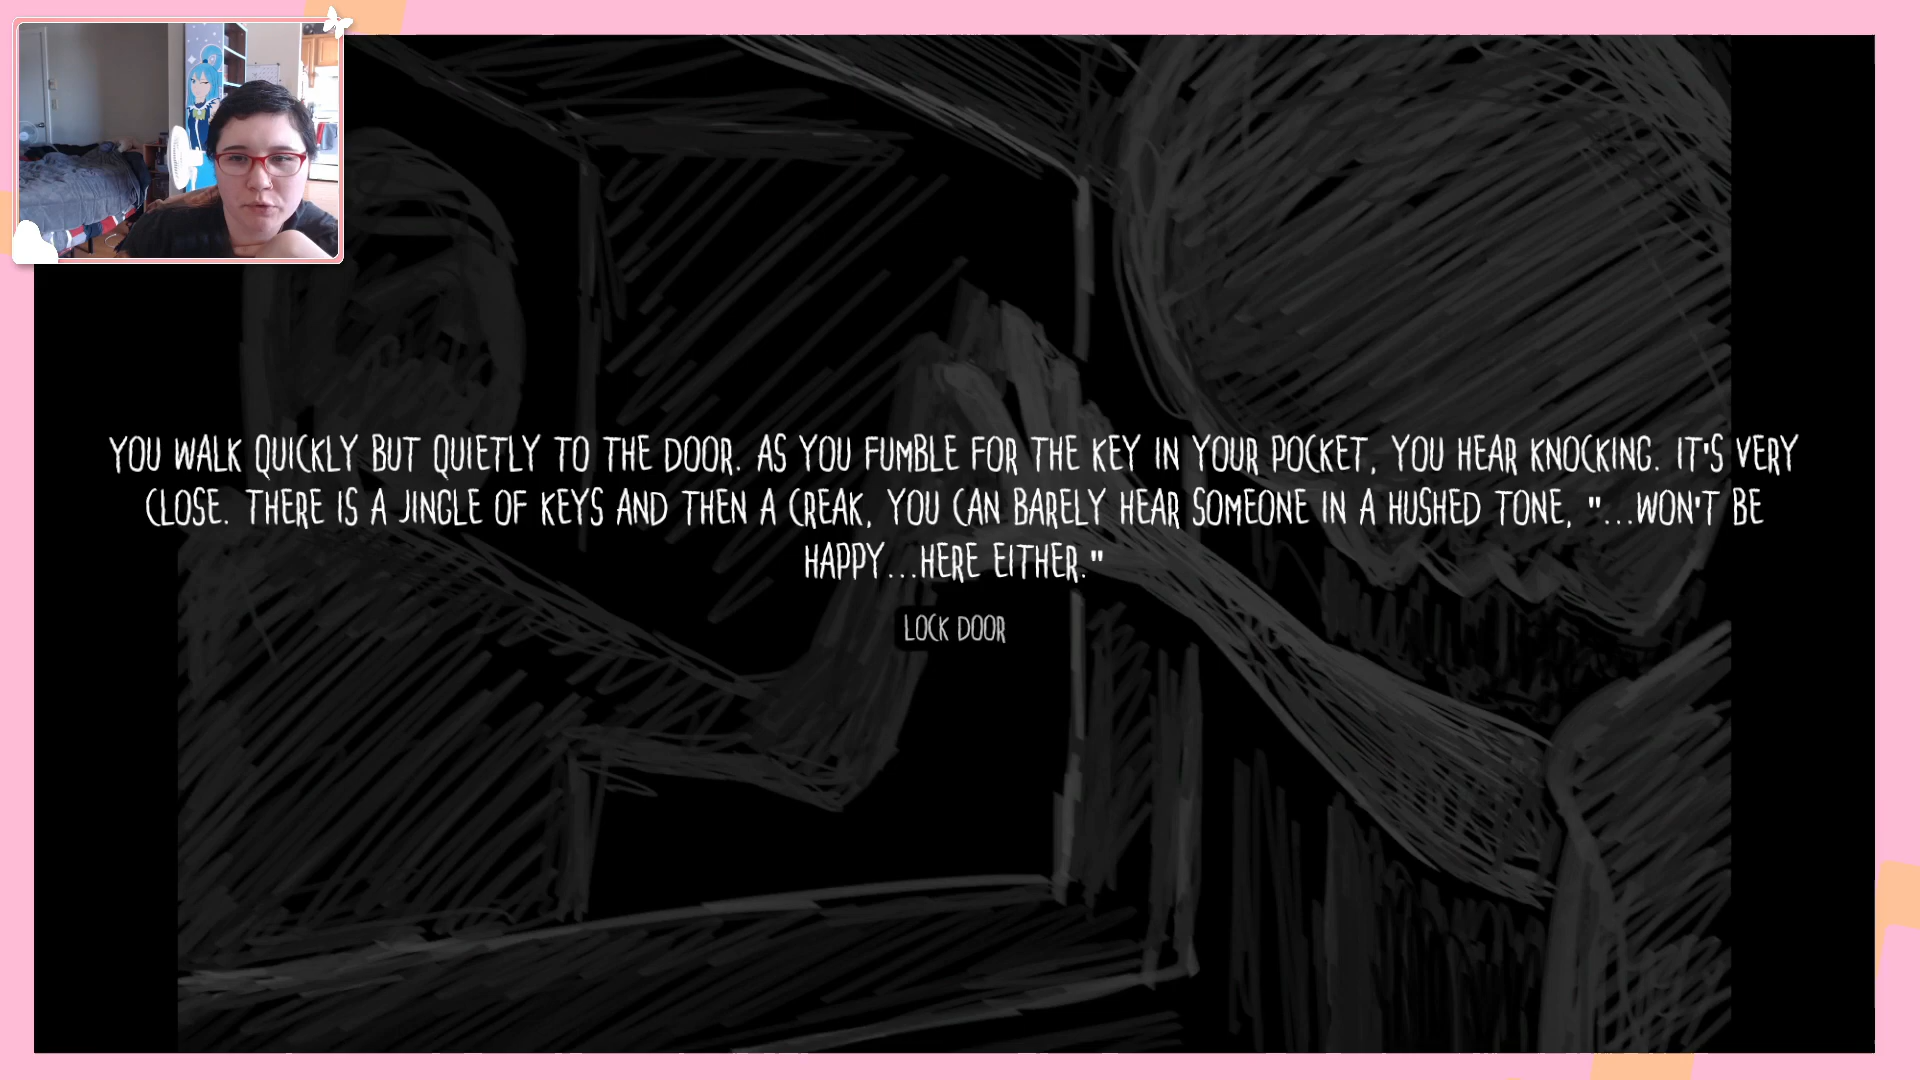 YOU WALK QUICKLY BUT QUIETLY TO THE DOOR. AS YOU FUMBLE FOR THE KEY IN YOUR POCKET, YOU HEAR KNOCKING. IT'S VERY
CLOSE. THERE IS A JINGLE OF KEYS AND THEN A CREAK, YOU CAN BARELY HEAR SOMEONE IN A HUSHED TONE, "...WON'T BE
HAPPY...HERE EITHER."
LOCK DOOR